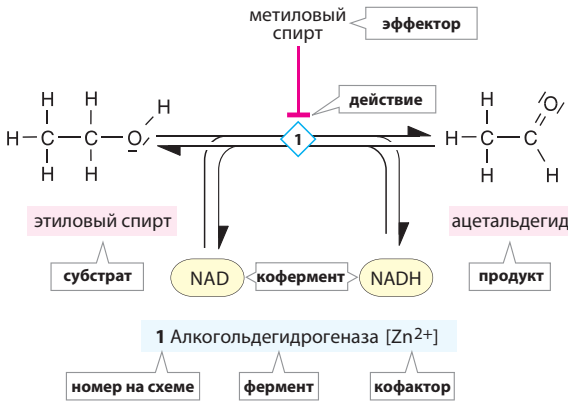 метиловый
спирт
эффектор
действие
H H H
H C C O
H H
1
H O
H C C
H H
этиловый спирт
ацетальдегид
субстрат
NAD
кофермент
NADH
продукт
1 Алкогольдегидрогеназа [Zn2+]
номер на схеме
фермент
кофактор